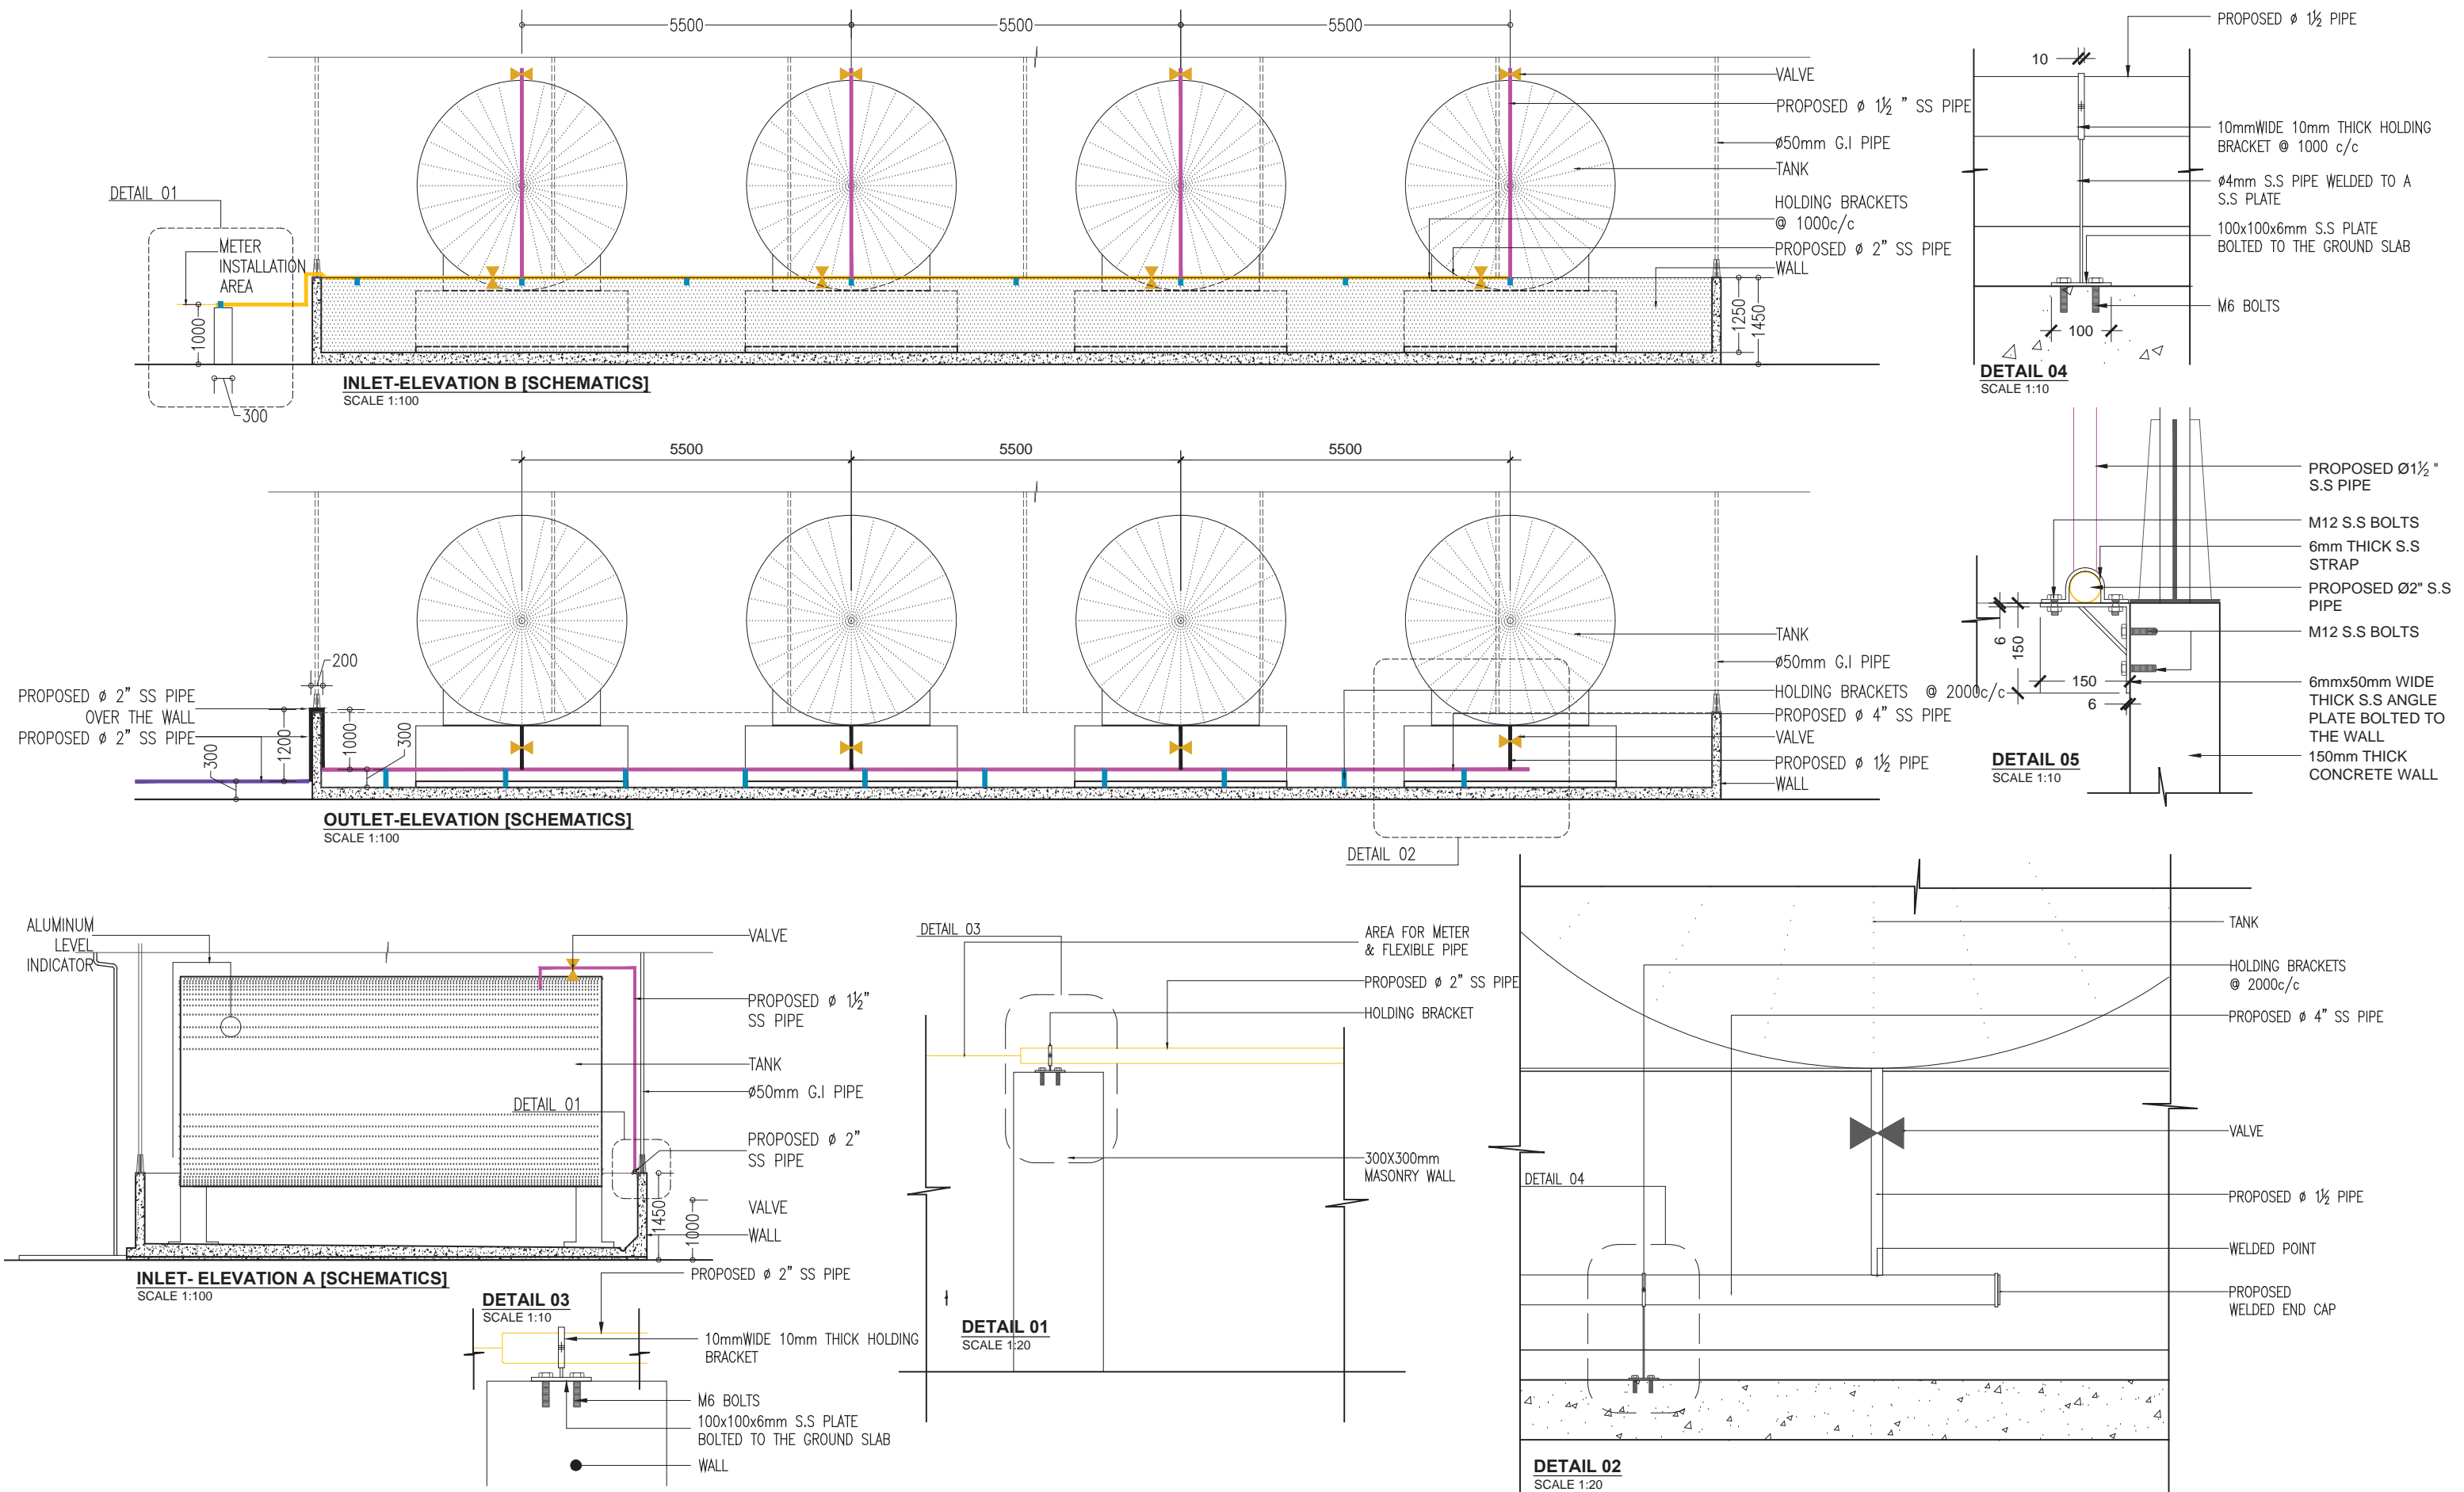 5500
5500
5500
VALVE
PROPOSED ø 1½ " SS PIPE
ø50mm G.I PIPE
TANK
HOLDING BRACKETS
@ 1000c/c
PROPOSED ø 2" SS PIPE
WALL
DETAIL 01
METER
INSTALLATION
AREA
1000
300
1250
1450
INLET-ELEVATION B [SCHEMATICS]
SCALE 1:100
PROPOSED ø 1½ PIPE
10
10mmWIDE 10mm THICK HOLDING
BRACKET @ 1000 c/c
ø4mm S.S PIPE WELDED TO A
S.S PLATE
100x100x6mm S.S PLATE
BOLTED TO THE GROUND SLAB
M6 BOLTS
100
DETAIL 04
SCALE 1:10
5500
5500
5500
200
PROPOSED ø 2" SS PIPE
OVER THE WALL
PROPOSED ø 2" SS PIPE
300
1200
1000
300
TANK
ø50mm G.I PIPE
HOLDING BRACKETS @ 2000c/c
PROPOSED ø 4" SS PIPE
VALVE
PROPOSED ø 1½ PIPE
WALL
OUTLET-ELEVATION [SCHEMATICS]
SCALE 1:100
DETAIL 02
PROPOSED Ø1½ "
S.S PIPE
M12 S.S BOLTS
6mm THICK S.S
STRAP
PROPOSED Ø2" S.S
PIPE
M12 S.S BOLTS
6mmx50mm WIDE
THICK S.S ANGLE
PLATE BOLTED TO
THE WALL
150mm THICK
CONCRETE WALL
6
150
150
6
DETAIL 05
SCALE 1:10
ALUMINUM
LEVEL
INDICATOR
VALVE
PROPOSED ø 1½"
SS PIPE
TANK
ø50mm G.I PIPE
DETAIL 01
PROPOSED ø 2"
SS PIPE
VALVE
WALL
1450
1000
INLET- ELEVATION A [SCHEMATICS]
SCALE 1:100
PROPOSED ø 2" SS PIPE
DETAIL 03
SCALE 1:10
10mmWIDE 10mm THICK HOLDING
BRACKET
M6 BOLTS
100x100x6mm S.S PLATE
BOLTED TO THE GROUND SLAB
WALL
DETAIL 03
AREA FOR METER
& FLEXIBLE PIPE
PROPOSED ø 2" SS PIPE
HOLDING BRACKET
300X300mm
MASONRY WALL
DETAIL 01
SCALE 1:20
TANK
HOLDING BRACKETS
@ 2000c/c
PROPOSED ø 4" SS PIPE
VALVE
DETAIL 04
PROPOSED ø 1½ PIPE
WELDED POINT
PROPOSED
WELDED END CAP
DETAIL 02
SCALE 1:20